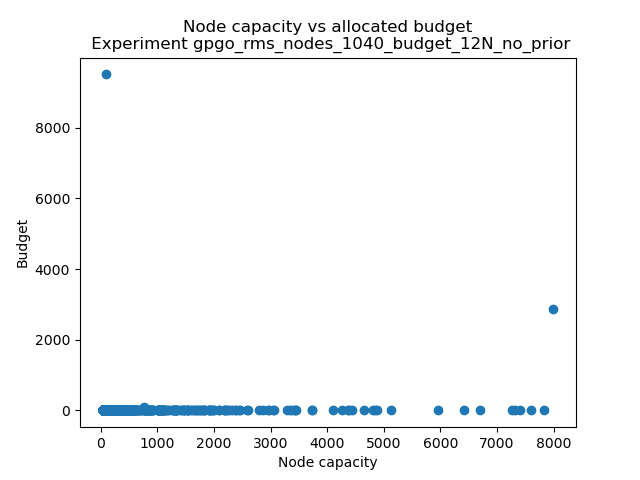 Node capacity vs allocated budget
Experiment gpgo_rms_nodes_1040_budget_12N_no_prior
8000
6000
4000
2000
0
Budget
0 1000 2000 3000 4000 5000 6000 7000 8000
Node capacity